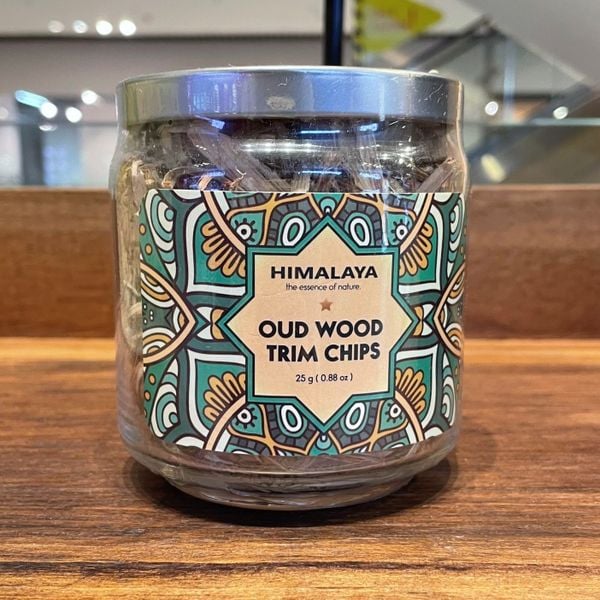 HIMALAYA
the essence of nature.
OUD WOOD
TRIM CHIPS
25 g ( 0.88 oz )